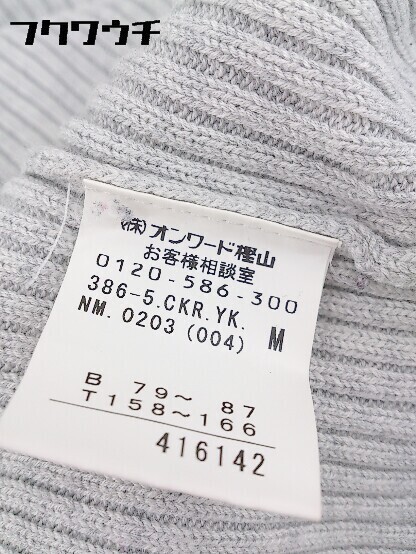 フクワウチ
(株)オンワード樫山
お客様相談室
0120-586-300
386-5.CKR.YK.
NM. 0203 (004) M
B 79～ 87
T158～166
416142